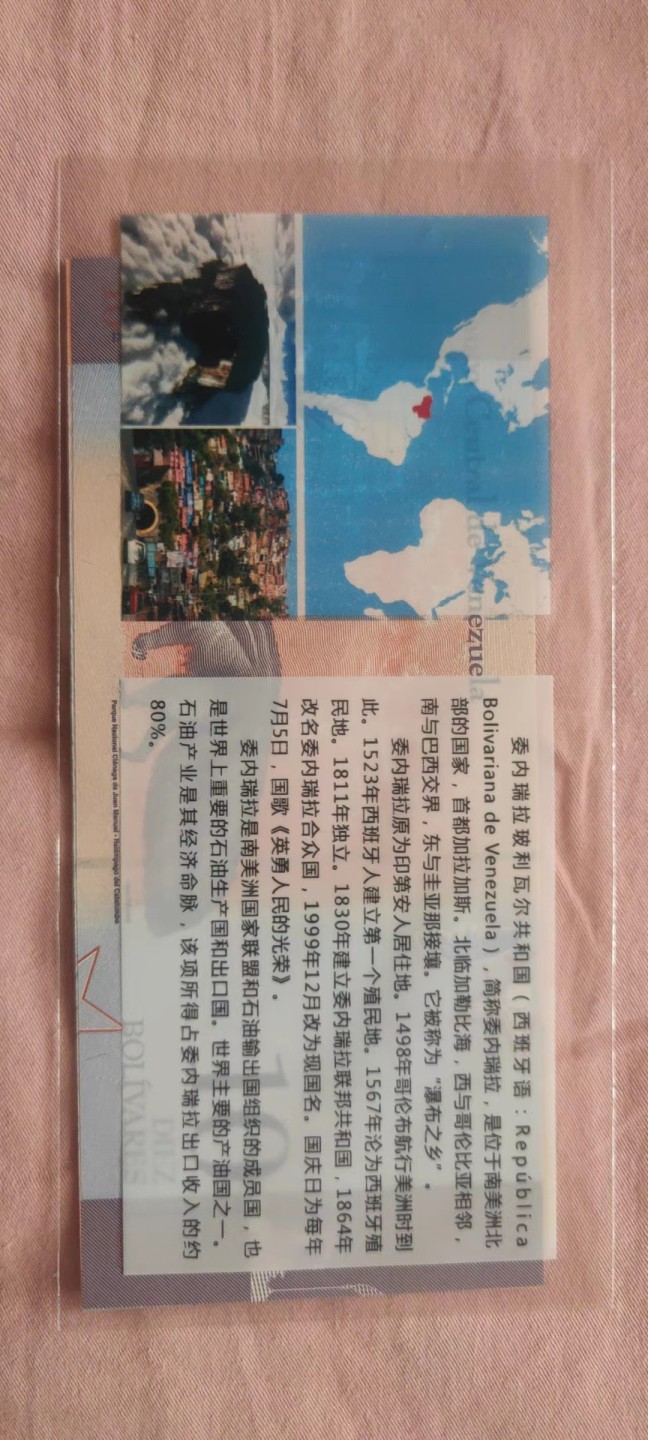 委内瑞拉玻利瓦尔共和国（西班牙语：República
Bolivariana de Venezuela），简称委内瑞拉，是位于南美洲北
部的国家，首都加拉加斯。北临加勒比海，西与哥伦比亚相邻，
南与巴西交界，东与圭亚那接壤。它被称为“瀑布之乡”。
委内瑞拉原为印第安人居住地。1498年哥伦布航行美洲时到
此。1523年西班牙人建立第一个殖民地。1567年沦为西班牙殖
民地。1811年独立。1830年建立委内瑞拉联邦共和国，1864年
改名委内瑞拉合众国，1999年12月改为现国名。国庆日为每年
7月5日，国歌《英勇人民的光荣》。
委内瑞拉是南美洲国家联盟和石油输出国组织的成员国，也
是世界上重要的石油生产国和出口国。世界主要的产油国之一。
石油产业是其经济命脉，该项所得占委内瑞拉出口收入的约
80%。
Central de Venezuela
10
DIEZ
BOLÍVARES
Parque Nacional Ciénaga de Juan Manuel - Relámpago del Catatumbo